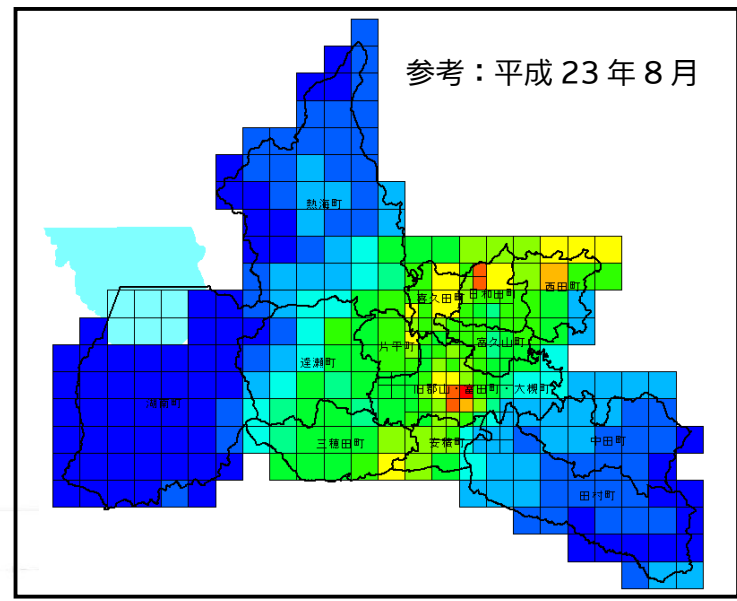 参考：平成 23 年 8 月
熱海町
西田町
喜久田町
日和田町
富久山町
片平町
逢瀬町
旧郡山・富田町・大槻町
湖南町
三穂田町
安積町
中田町
田村町